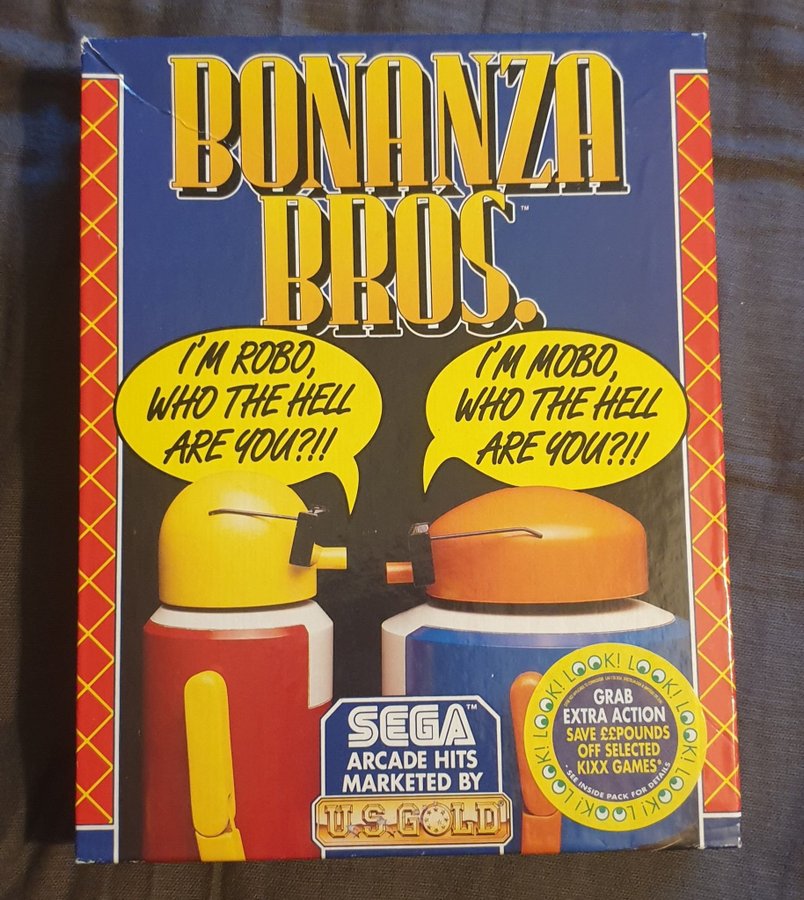 BONANZA
BROS.™
I'M ROBO,
WHO THE HELL
ARE YOU?!!
I'M MOBO,
WHO THE HELL
ARE YOU?!!
SEGA™
ARCADE HITS
MARKETED BY
U.S. GOLD®
LOOK! LOOK! LOOK! LOOK! LOOK! LOOK!
GRAB
EXTRA ACTION
SAVE ££POUNDS
OFF SELECTED
KIXX GAMES*
* SEE INSIDE PACK FOR DETAILS